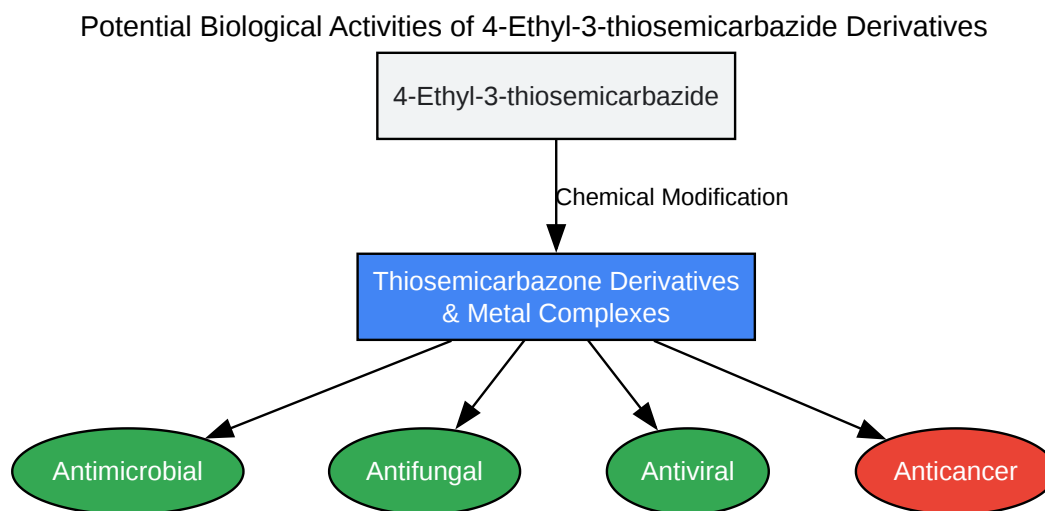 Potential Biological Activities of 4-Ethyl-3-thiosemicarbazide Derivatives
4-Ethyl-3-thiosemicarbazide
Chemical Modification
Thiosemicarbazone Derivatives
& Metal Complexes
Antimicrobial
Antifungal
Antiviral
Anticancer